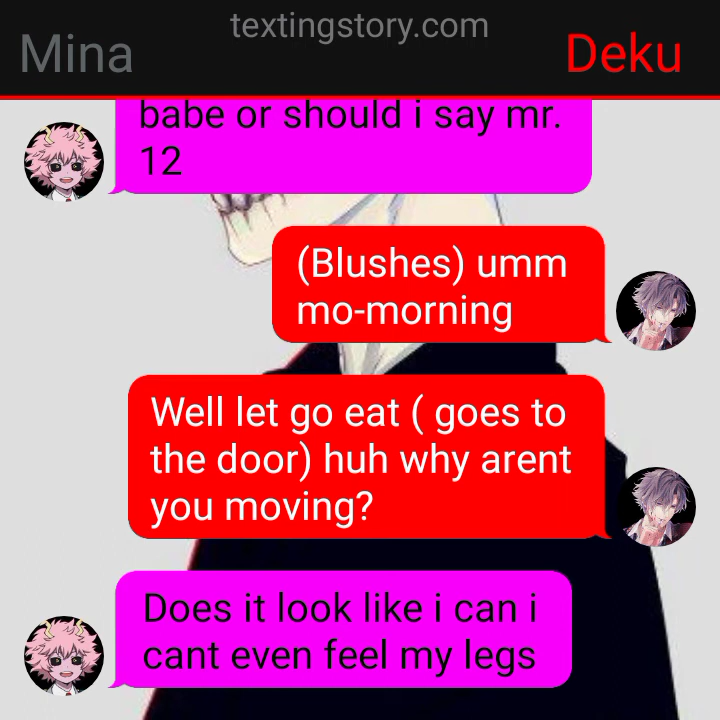 textingstory.com
Mina
Deku
babe or should i say mr.
12
(Blushes) umm
mo-morning
Well let go eat ( goes to
the door) huh why arent
you moving?
Does it look like i can i
cant even feel my legs